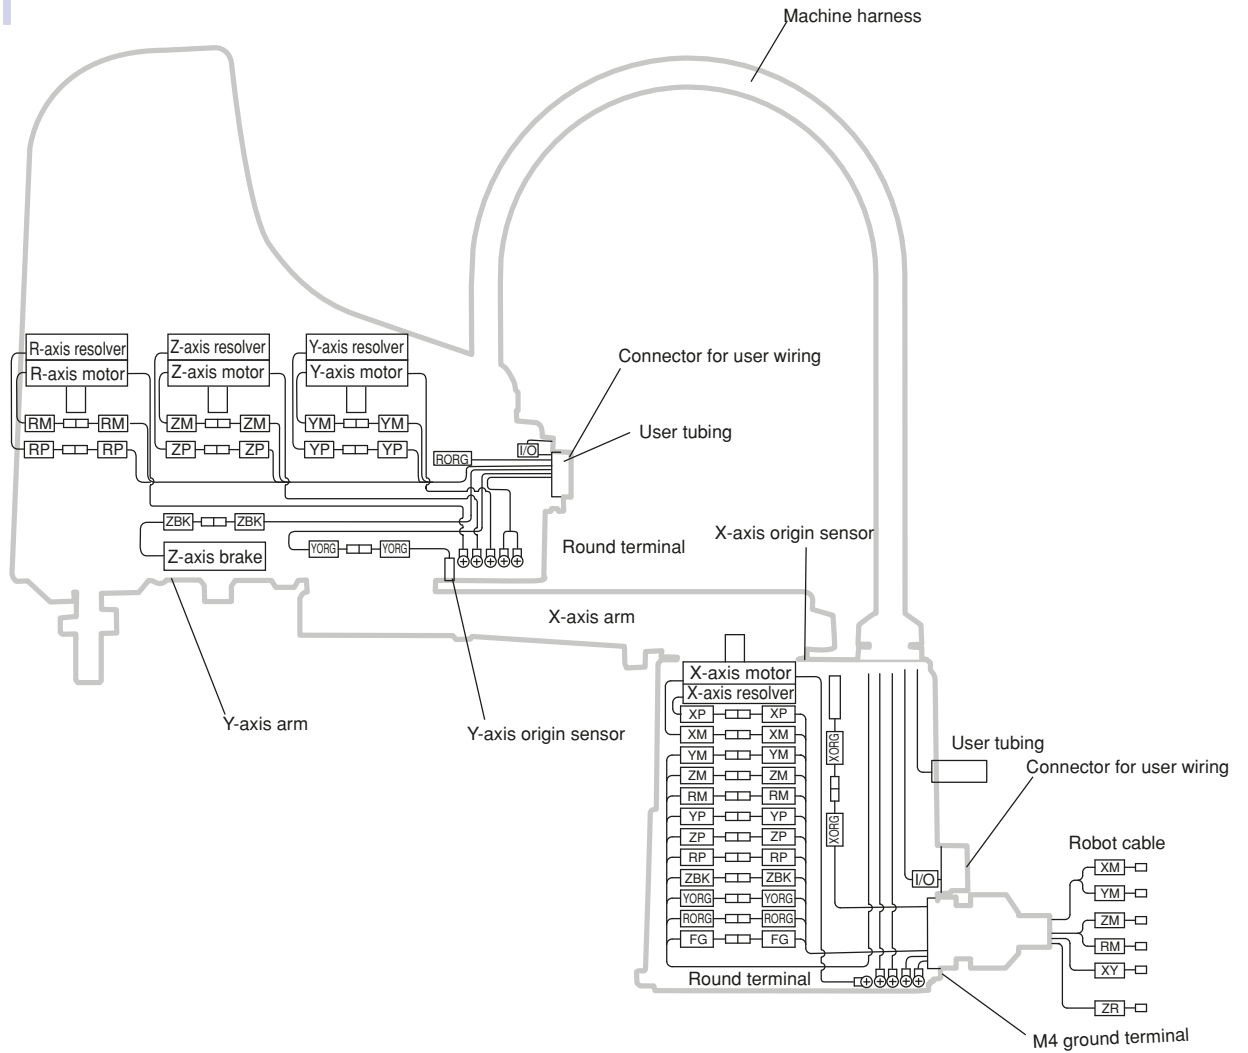 Machine harness
R-axis resolver
Z-axis resolver
Y-axis resolver
R-axis motor
Z-axis motor
Y-axis motor
RM RM ZM ZM YM YM
RP RP ZP ZP YP YP
Connector for user wiring
User tubing
I/O
RORG
ZBK ZBK
Z-axis brake
YORG YORG
Round terminal
X-axis origin sensor
X-axis arm
Y-axis arm
Y-axis origin sensor
X-axis motor
X-axis resolver
XP XP
XM XM
YM YM
ZM ZM
RM RM
YP YP
ZP ZP
RP RP
ZBK ZBK
YORG YORG
RORG RORG
FG FG
Round terminal
XORG
XORG
User tubing
Connector for user wiring
I/O
Robot cable
XM
YM
ZM
RM
XY
ZR
M4 ground terminal